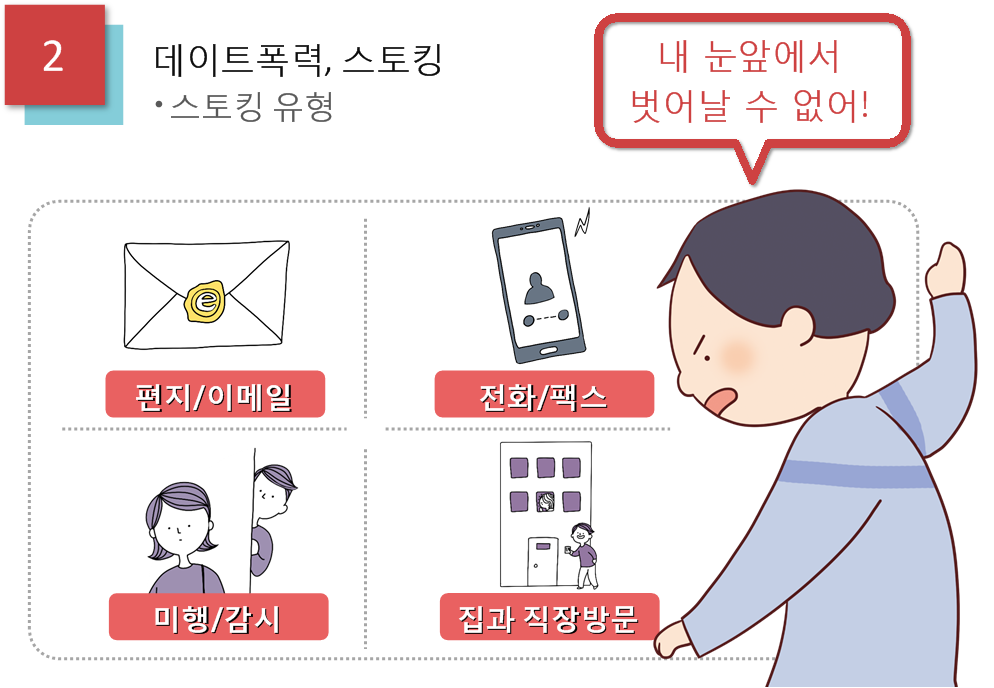 2
데이트폭력, 스토킹
• 스토킹 유형
내 눈앞에서
벗어날 수 없어!
e
편지/이메일
전화/팩스
미행/감시
집과 직장방문